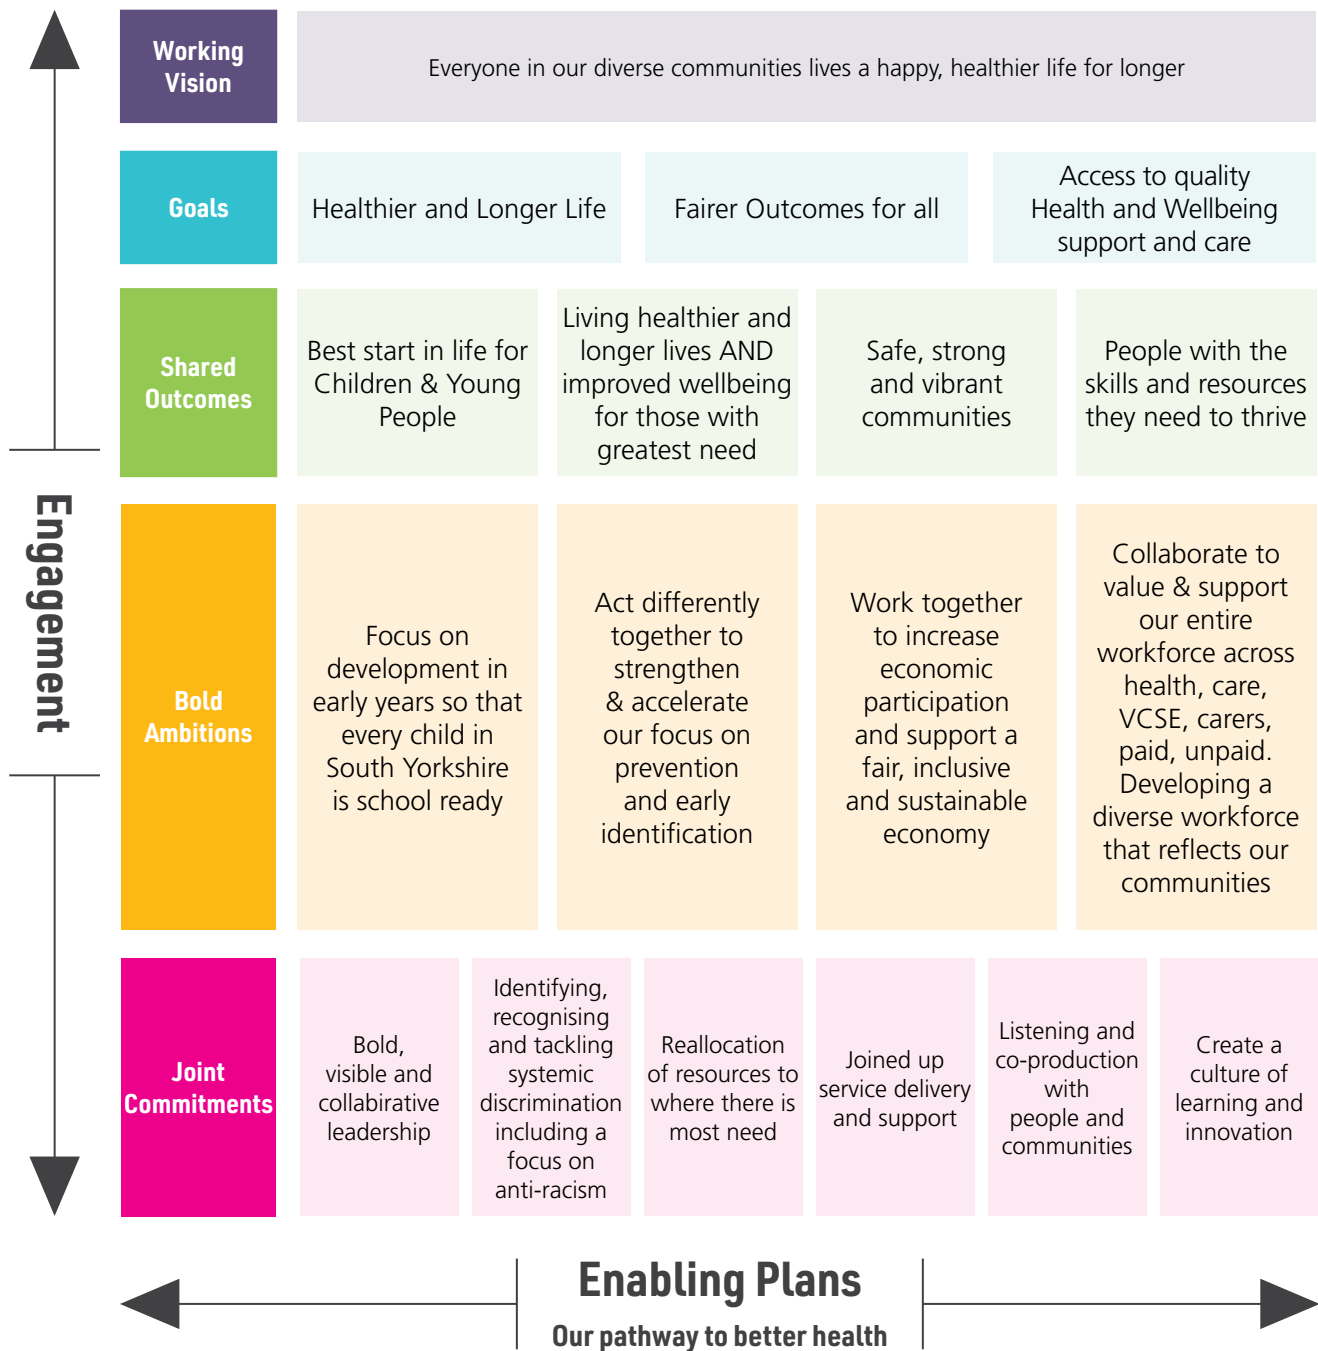 Working
Vision
Everyone in our diverse communities lives a happy, healthier life for longer
Goals
Healthier and Longer Life
Fairer Outcomes for all
Access to quality
Health and Wellbeing
support and care
Shared
Outcomes
Best start in life for
Children & Young
People
Living healthier and
longer lives AND
improved wellbeing
for those with
greatest need
Safe, strong
and vibrant
communities
People with the
skills and resources
they need to thrive
Engagement
Bold
Ambitions
Focus on
development in
early years so that
every child in
South Yorkshire
is school ready
Act differently
together to
strengthen
& accelerate
our focus on
prevention
and early
identification
Work together
to increase
economic
participation
and support a
fair, inclusive
and sustainable
economy
Collaborate to
value & support
our entire
workforce across
health, care,
VCSE, carers,
paid, unpaid.
Developing a
diverse workforce
that reflects our
communities
Joint
Commitments
Bold,
visible and
collabirative
leadership
Identifying,
recognising
and tackling
systemic
discrimination
including a
focus on
anti-racism
Reallocation
of resources to
where there is
most need
Joined up
service delivery
and support
Listening and
co-production
with
people and
communities
Create a
culture of
learning and
innovation
Enabling Plans
Our pathway to better health